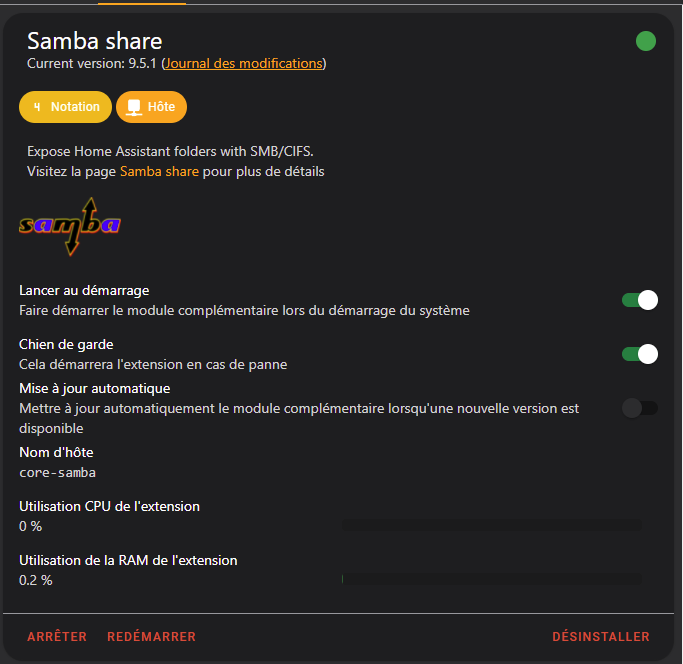 Samba share
Current version: 9.5.1 (Journal des modifications)
4 Notation
Hôte
Expose Home Assistant folders with SMB/CIFS.
Visitez la page Samba share pour plus de détails
samba
Lancer au démarrage
Faire démarrer le module complémentaire lors du démarrage du système
Chien de garde
Cela démarrera l'extension en cas de panne
Mise à jour automatique
Mettre à jour automatiquement le module complémentaire lorsqu'une nouvelle version est
disponible
Nom d'hôte
core-samba
Utilisation CPU de l'extension
0 %
Utilisation de la RAM de l'extension
0.2 %
ARRÊTER
REDÉMARRER
DÉSINSTALLER